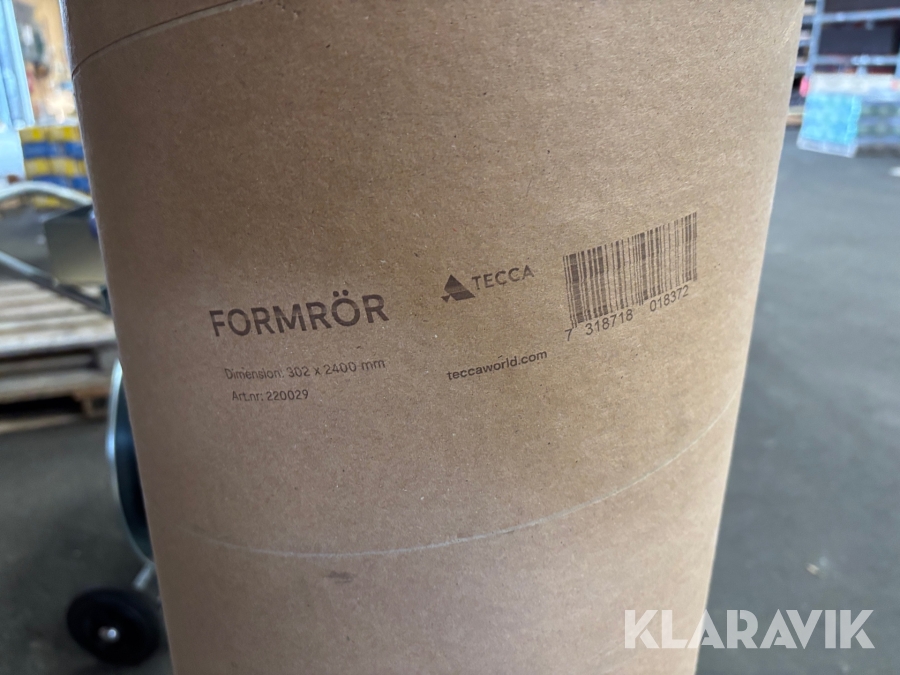 FORMRÖR
Dimension: 302 x 2400 mm
Art.nr: 220029
TECCA
teccaworld.com
7 318718 018372
KLARAVIK